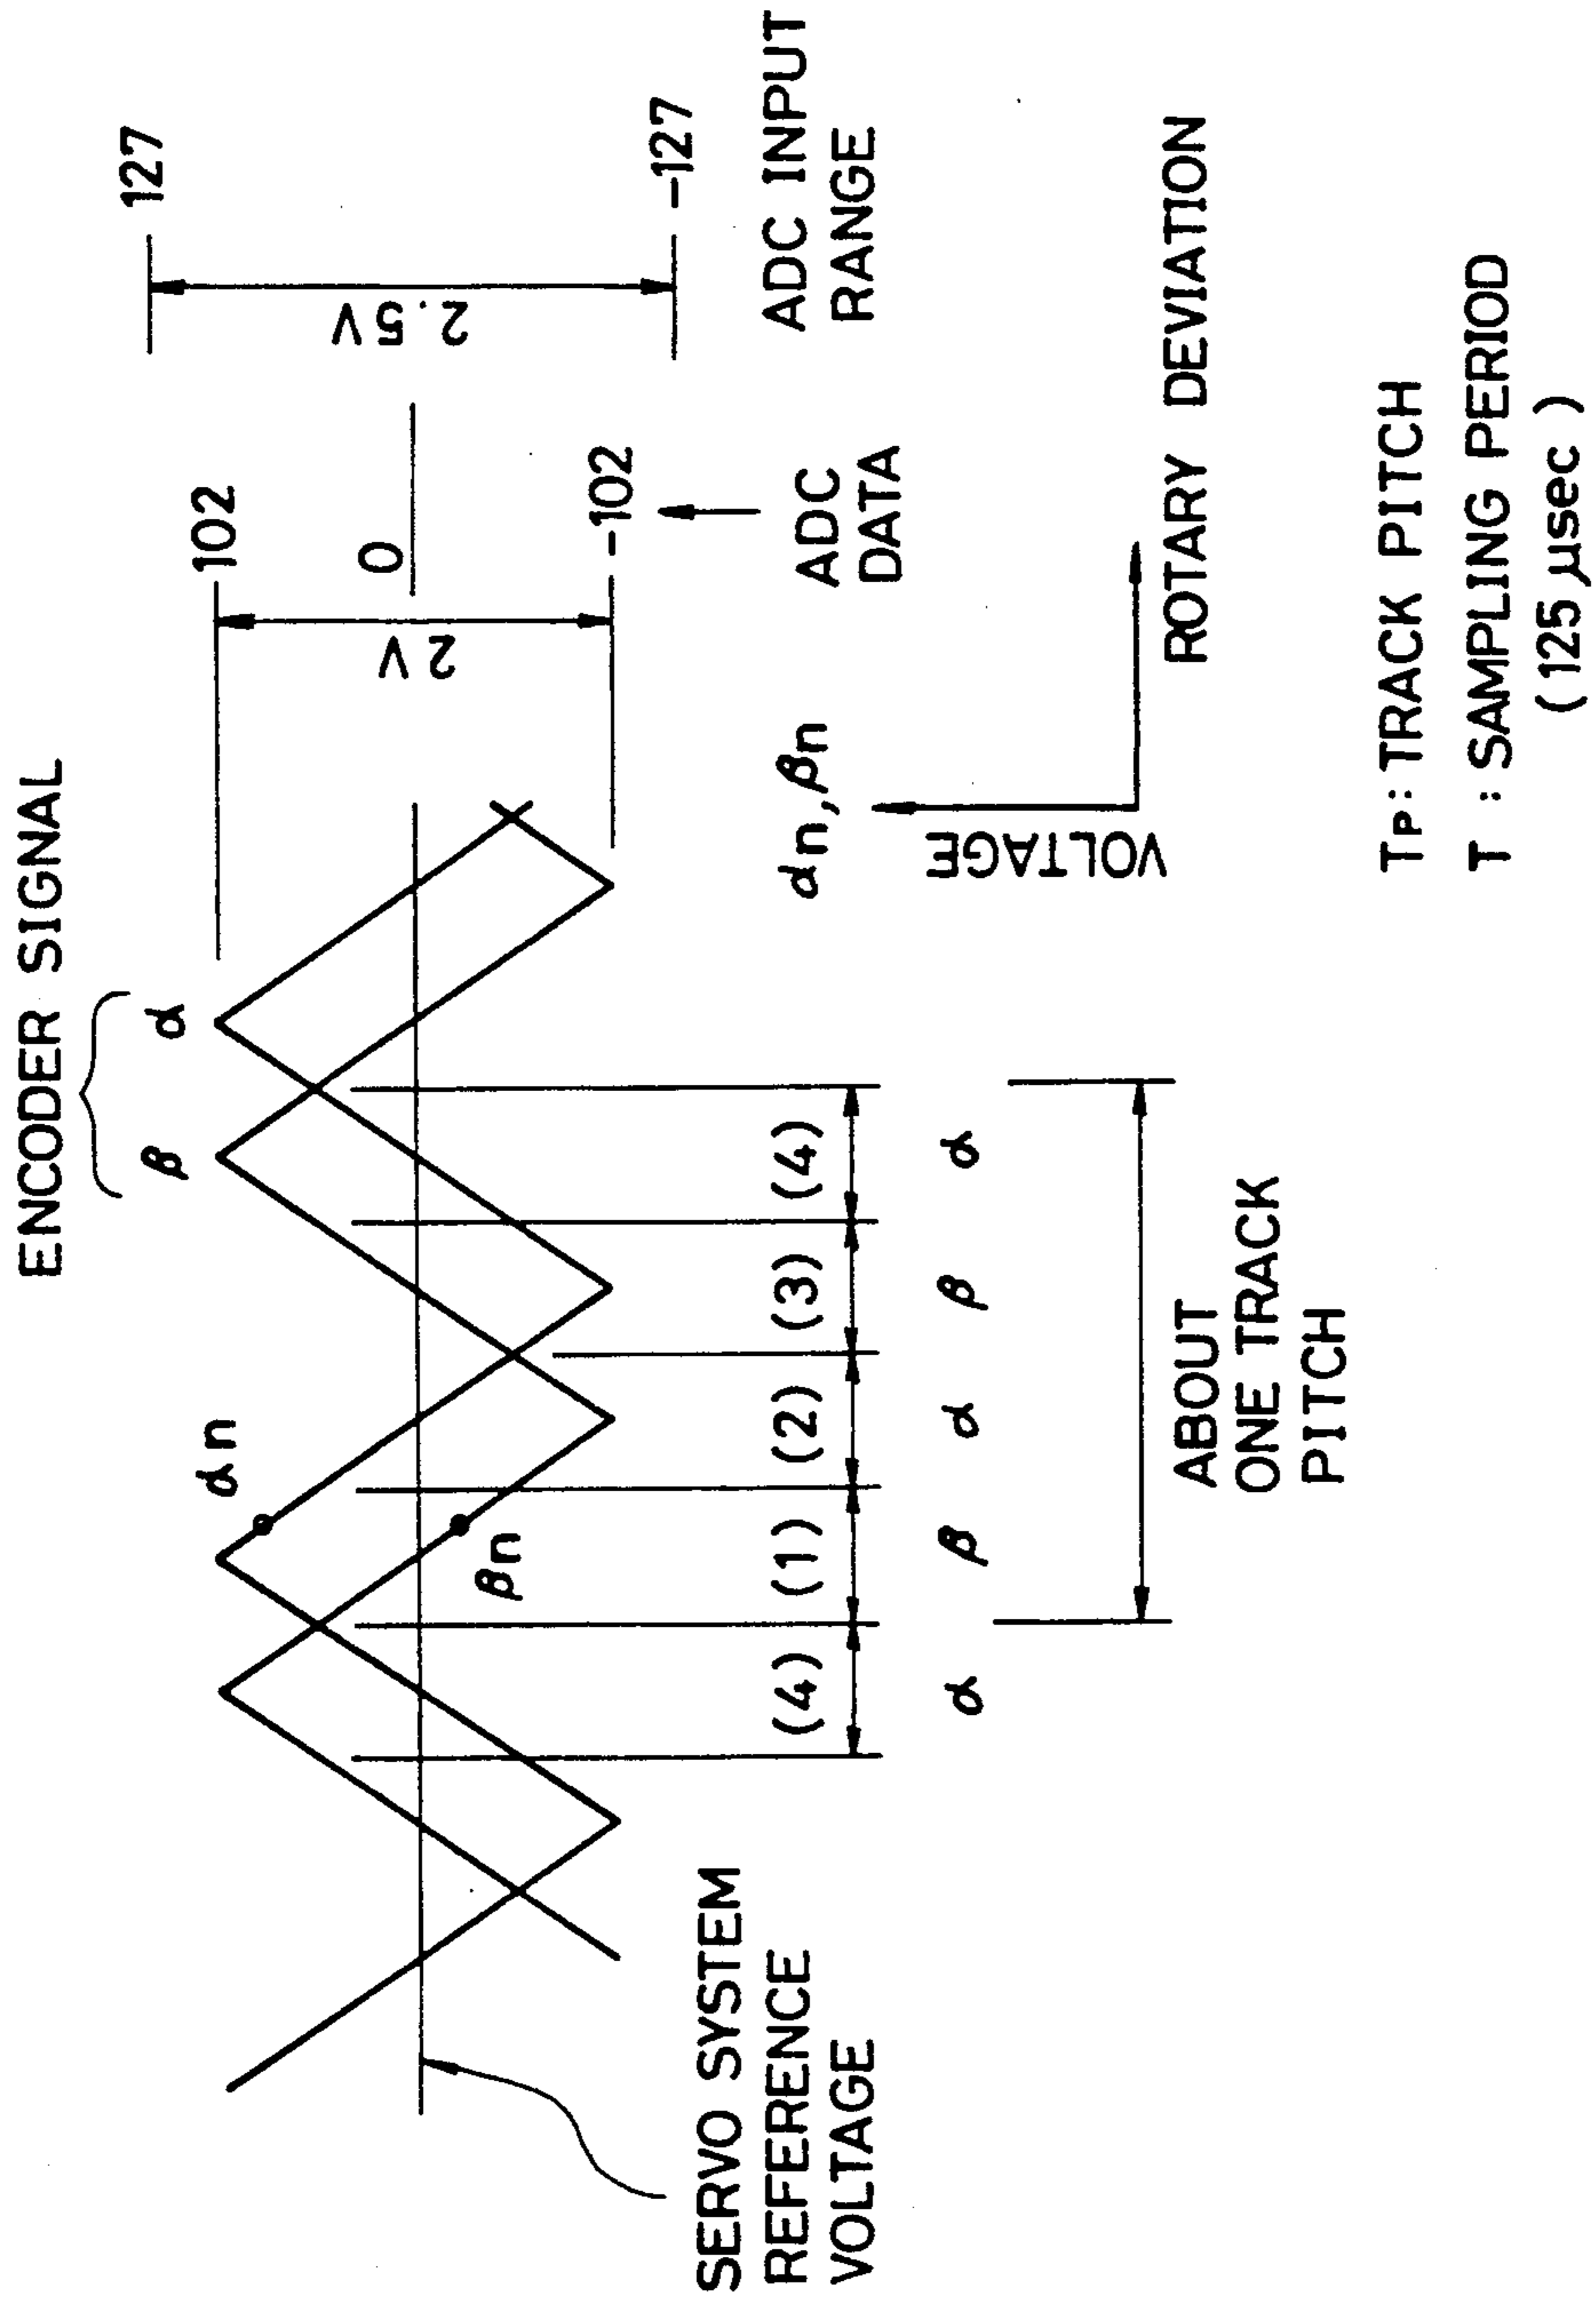 ENCODER SIGNAL
β α
αn
βn
102
0
-102
2V
127
2.5V
-127
ADC
DATA
ADC INPUT
RANGE
SERVO SYSTEM
REFERENCE
VOLTAGE
(4) (1) (2) (3) (4)
α β α β α
ABOUT
ONE TRACK
PITCH
αn, βn
VOLTAGE
ROTARY DEVIATION
TP: TRACK PITCH
T : SAMPLING PERIOD
(125 μsec )